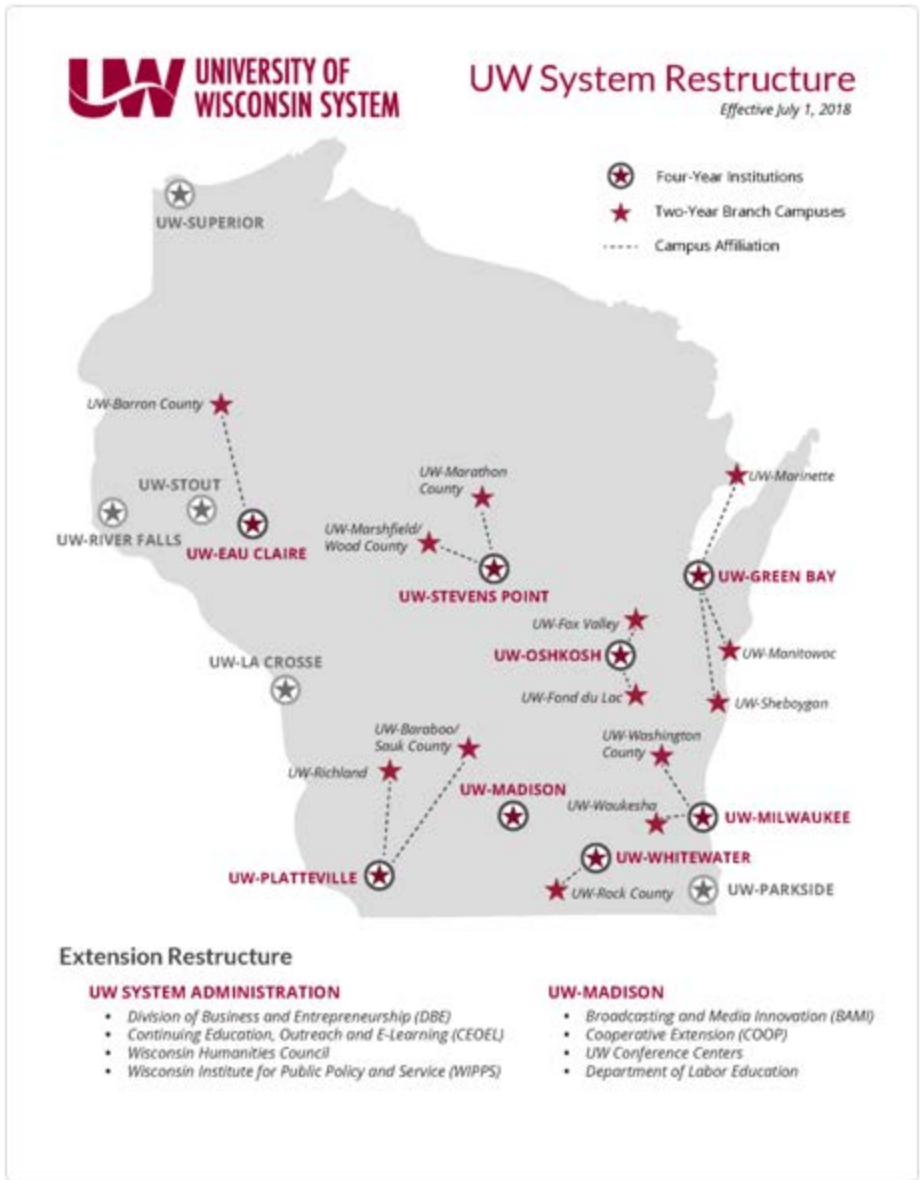 UW UNIVERSITY OF
WISCONSIN SYSTEM
UW System Restructure
Effective July 1, 2018
Four-Year Institutions
Two-Year Branch Campuses
Campus Affiliation
UW-SUPERIOR
UW-Barron County
UW-STOUT
UW-RIVER FALLS
UW-EAU CLAIRE
UW-Marathon
County
UW-Marshfield/
Wood County
UW-STEVENS POINT
UW-Marinette
UW-GREEN BAY
UW-Fox Valley
UW-OSHKOSH
UW-Fond du Lac
UW-Manitowoc
UW-Sheboygan
UW-LA CROSSE
UW-Baraboo/
Sauk County
UW-Richland
UW-MADISON
UW-Washington
County
UW-Waukesha
UW-MILWAUKEE
UW-WHITEWATER
UW-PLATTEVILLE
UW-Rock County
UW-PARKSIDE
Extension Restructure
UW SYSTEM ADMINISTRATION
• Division of Business and Entrepreneurship (DBE)
• Continuing Education, Outreach and E-Learning (CEOEL)
• Wisconsin Humanities Council
• Wisconsin Institute for Public Policy and Service (WIPPS)
UW-MADISON
• Broadcasting and Media Innovation (BAMI)
• Cooperative Extension (COOP)
• UW Conference Centers
• Department of Labor Education